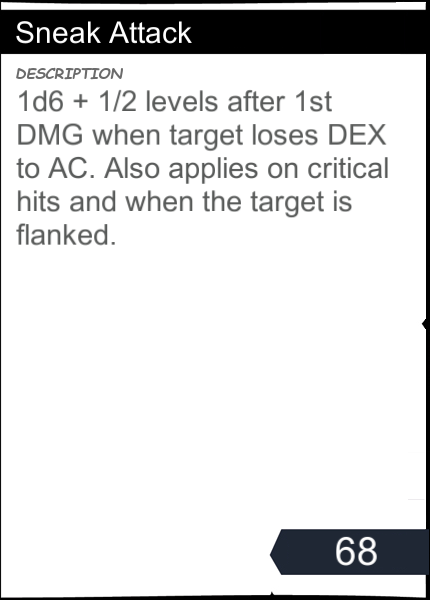 Sneak Attack
DESCRIPTION
1d6 + 1/2 levels after 1st
DMG when target loses DEX
to AC. Also applies on critical
hits and when the target is
flanked.
68